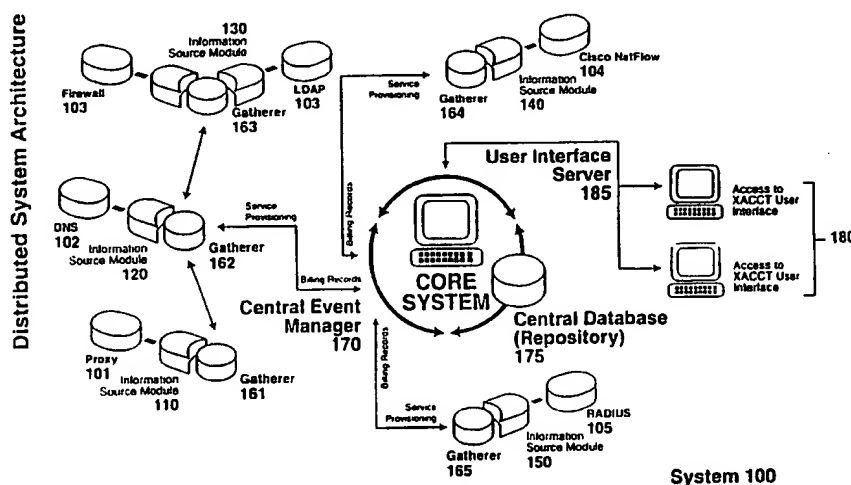 Distributed System Architecture
130
Information
Source Module
Firewall
103
LDAP
103
Gatherer
163
DNS
102
Information
Source Module
120
Gatherer
162
Service
Provisioning
Billing Records
Proxy
101
Information
Source Module
110
Gatherer
161
Service
Provisioning
Billing Records
Gatherer
164
Information
Source Module
140
Cisco NetFlow
104
User Interface
Server
185
Access to
XACCT User
Interface
Access to
XACCT User
Interface
180
CORE
SYSTEM
Central Event
Manager
170
Central Database
(Repository)
175
Billing Records
Service
Provisioning
Gatherer
165
Information
Source Module
150
RADIUS
105
System 100